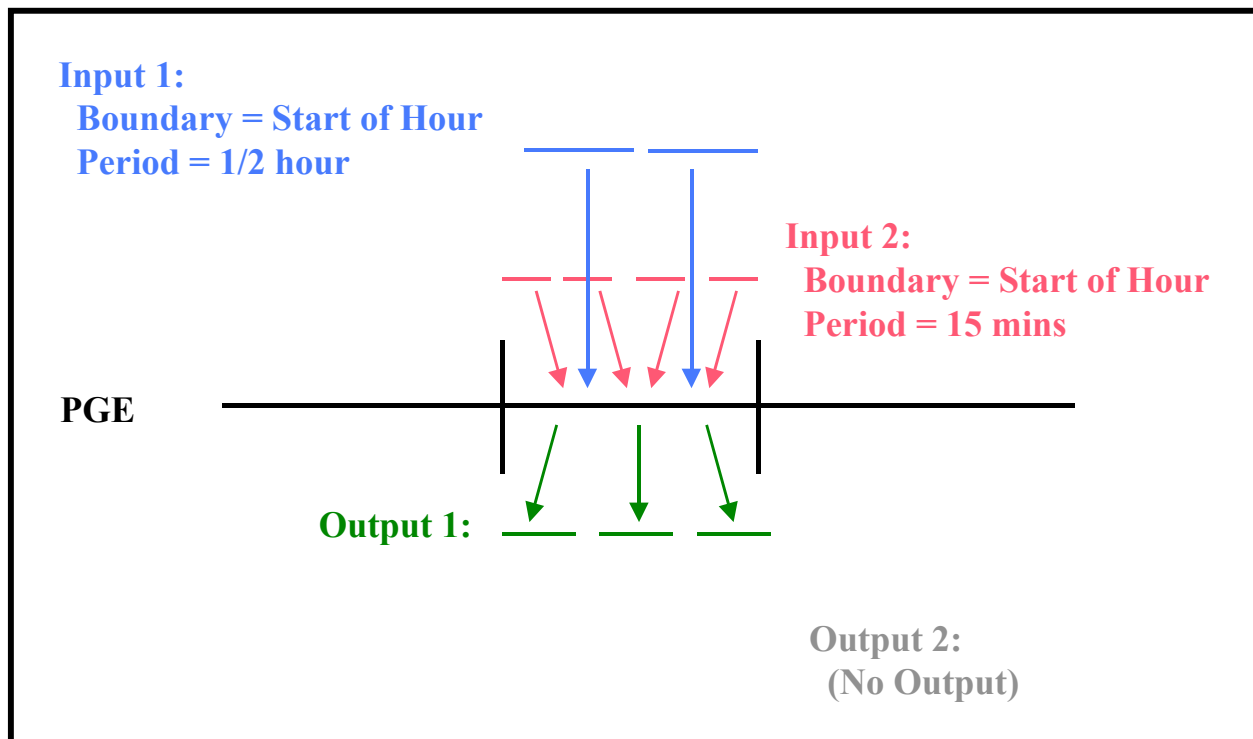 Input 1:
Boundary = Start of Hour
Period = 1/2 hour
Input 2:
Boundary = Start of Hour
Period = 15 mins
PGE
Output 1:
Output 2:
(No Output)